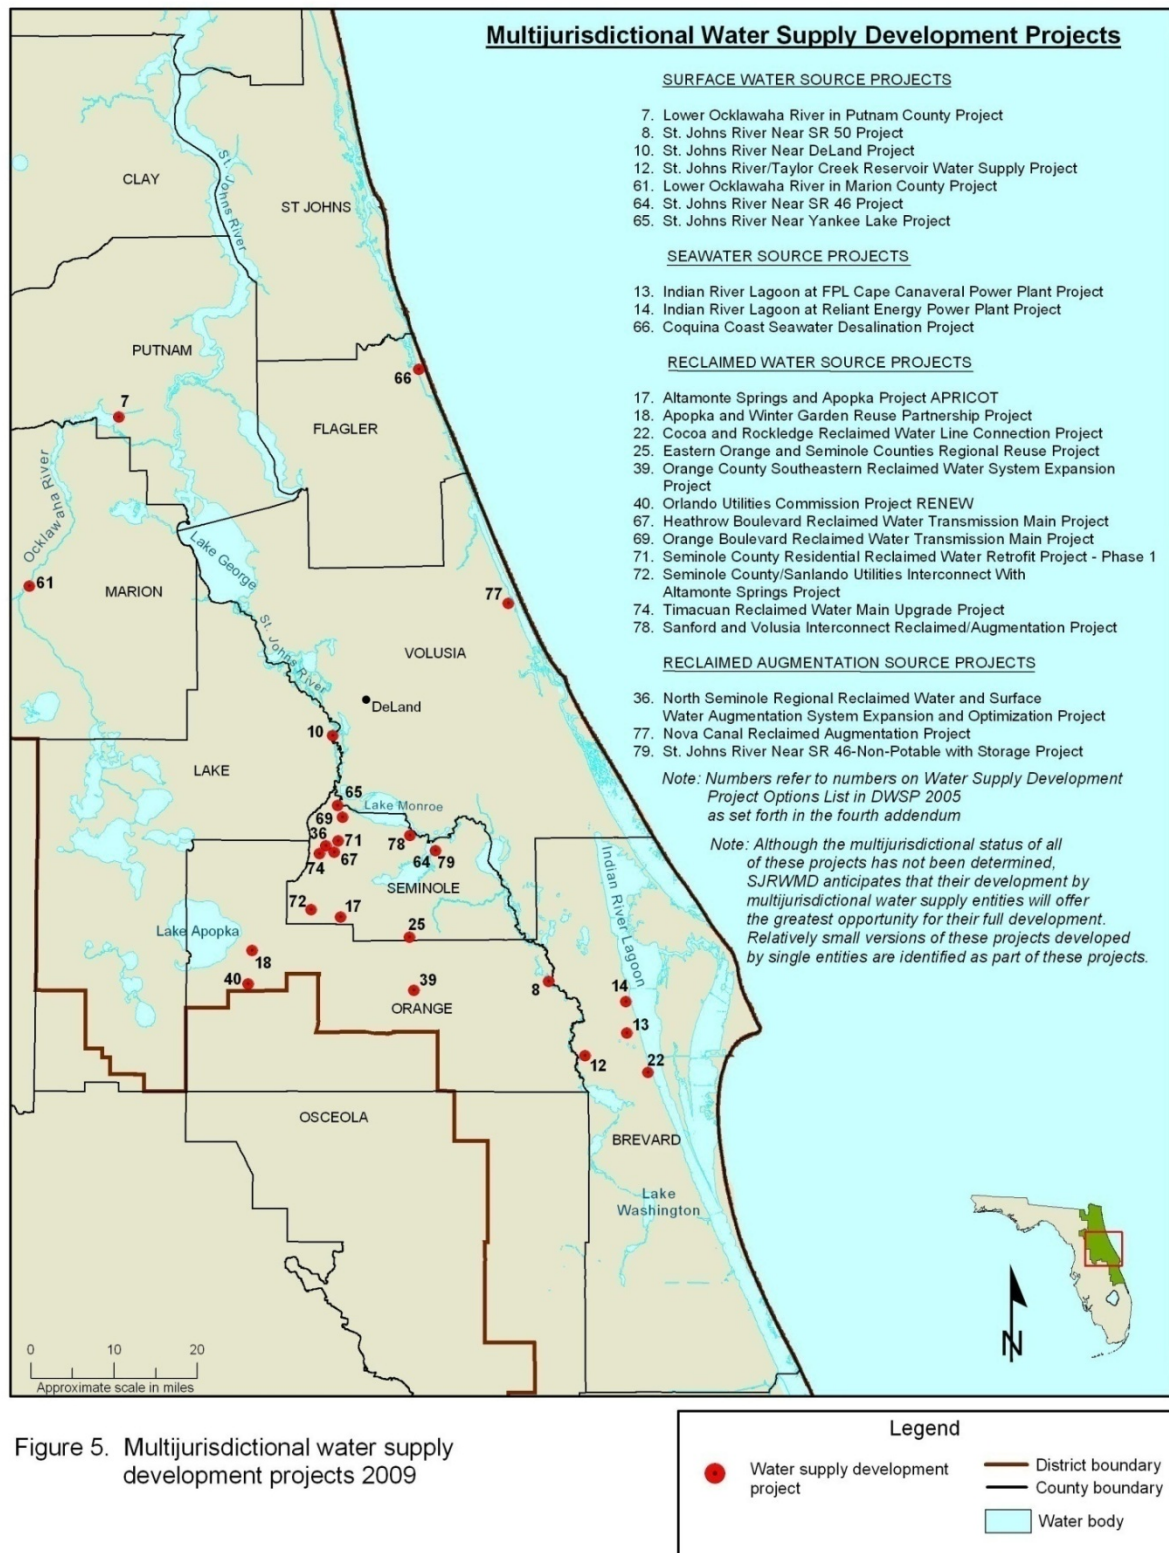 Multijurisdictional Water Supply Development Projects
SURFACE WATER SOURCE PROJECTS
7. Lower Ocklawaha River in Putnam County Project
8. St. Johns River Near SR 50 Project
10. St. Johns River Near DeLand Project
12. St. Johns River/Taylor Creek Reservoir Water Supply Project
61. Lower Ocklawaha River in Marion County Project
64. St. Johns River Near SR 46 Project
65. St. Johns River Near Yankee Lake Project
SEAWATER SOURCE PROJECTS
13. Indian River Lagoon at FPL Cape Canaveral Power Plant Project
14. Indian River Lagoon at Reliant Energy Power Plant Project
66. Coquina Coast Seawater Desalination Project
RECLAIMED WATER SOURCE PROJECTS
17. Altamonte Springs and Apopka Project APRICOT
18. Apopka and Winter Garden Reuse Partnership Project
22. Cocoa and Rockledge Reclaimed Water Line Connection Project
25. Eastern Orange and Seminole Counties Regional Reuse Project
39. Orange County Southeastern Reclaimed Water System Expansion
Project
40. Orlando Utilities Commission Project RENEW
67. Heathrow Boulevard Reclaimed Water Transmission Main Project
69. Orange Boulevard Reclaimed Water Transmission Main Project
71. Seminole County Residential Reclaimed Water Retrofit Project - Phase 1
72. Seminole County/Sanlando Utilities Interconnect With
Altamonte Springs Project
74. Timacuan Reclaimed Water Main Upgrade Project
78. Sanford and Volusia Interconnect Reclaimed/Augmentation Project
RECLAIMED AUGMENTATION SOURCE PROJECTS
36. North Seminole Regional Reclaimed Water and Surface
Water Augmentation System Expansion and Optimization Project
77. Nova Canal Reclaimed Augmentation Project
79. St. Johns River Near SR 46-Non-Potable with Storage Project
Note: Numbers refer to numbers on Water Supply Development
Project Options List in DWSP 2005
as set forth in the fourth addendum
Note: Although the multijurisdictional status of all
of these projects has not been determined,
SJRWMD anticipates that their development by
multijurisdictional water supply entities will offer
the greatest opportunity for their full development.
Relatively small versions of these projects developed
by single entities are identified as part of these projects.
CLAY
St. Johns River
ST JOHNS
PUTNAM
66
7
FLAGLER
Ocklawaha River
Lake George
61
MARION
77
St. Johns River
VOLUSIA
DeLand
10
LAKE
65
Lake Monroe
69
36
71
78
64
79
74
67
SEMINOLE
72
17
25
Lake Apopka
Indian River Lagoon
18
40
39
8
14
ORANGE
13
12
22
OSCEOLA
BREVARD
Lake
Washington
N
0 10 20
Approximate scale in miles
Figure 5. Multijurisdictional water supply
development projects 2009
Legend
Water supply development
project
District boundary
County boundary
Water body